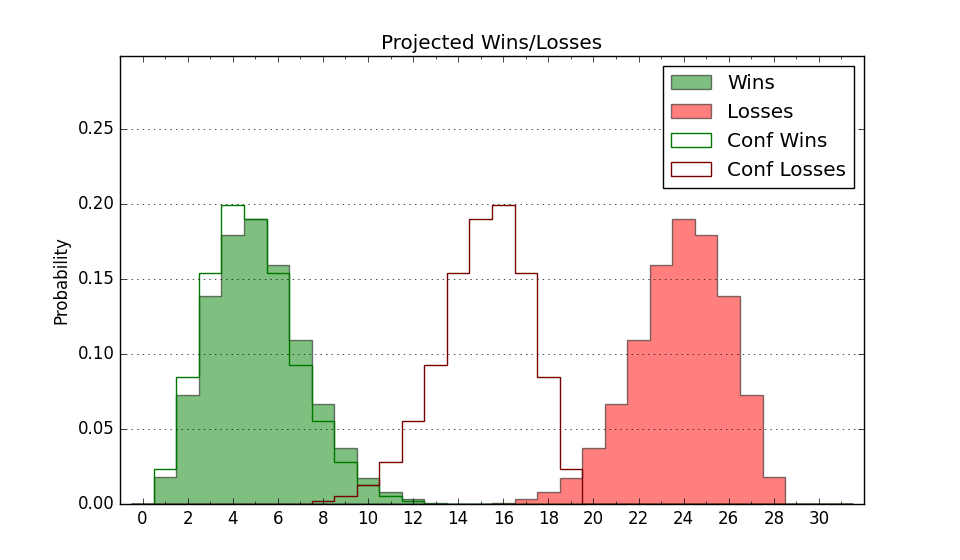 Projected Wins/Losses
Wins
Losses
Conf Wins
Conf Losses
Probability
0.25
0.20
0.15
0.10
0.05
0.00
0 2 4 6 8 10 12 14 16 18 20 22 24 26 28 30